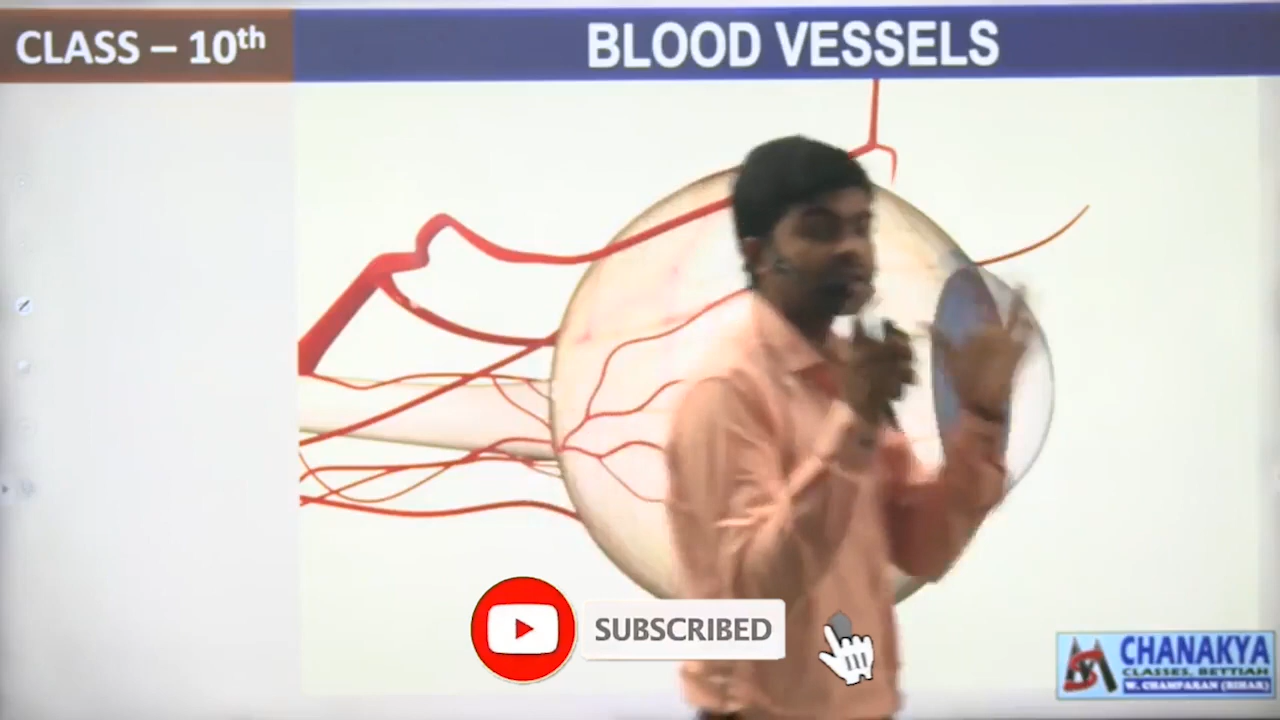 CLASS – 10th
BLOOD VESSELS
SUBSCRIBED
CHANAKYA
CLASSES, BETTIAH
W. CHAMPARAN (BIHAR)